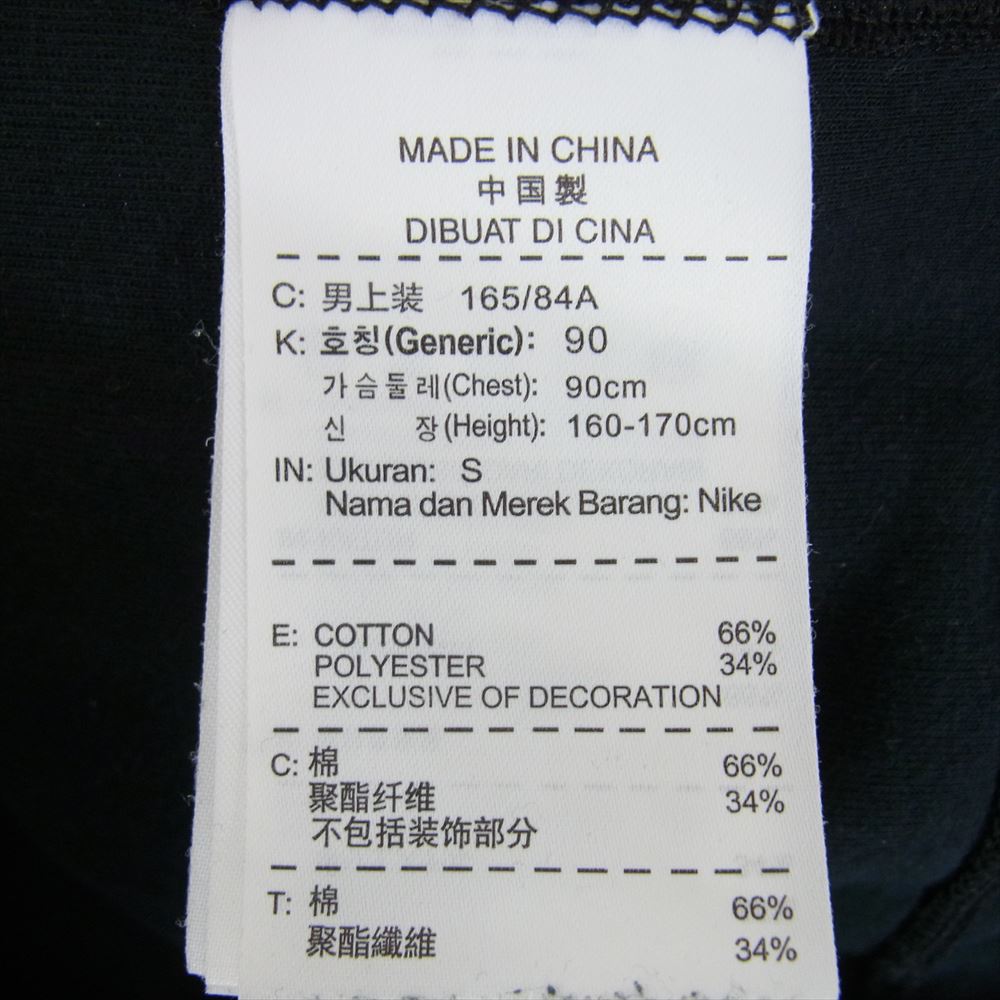 MADE IN CHINA
中国製
DIBUAT DI CINA
C: 男上装 165/84A
K: 호칭(Generic): 90
가슴둘레(Chest): 90cm
신 장(Height): 160-170cm
IN: Ukuran: S
Nama dan Merek Barang: Nike
E: COTTON 66%
POLYESTER 34%
EXCLUSIVE OF DECORATION
C: 棉 66%
聚酯纤维 34%
不包括装饰部分
T: 棉 66%
聚酯纖維 34%